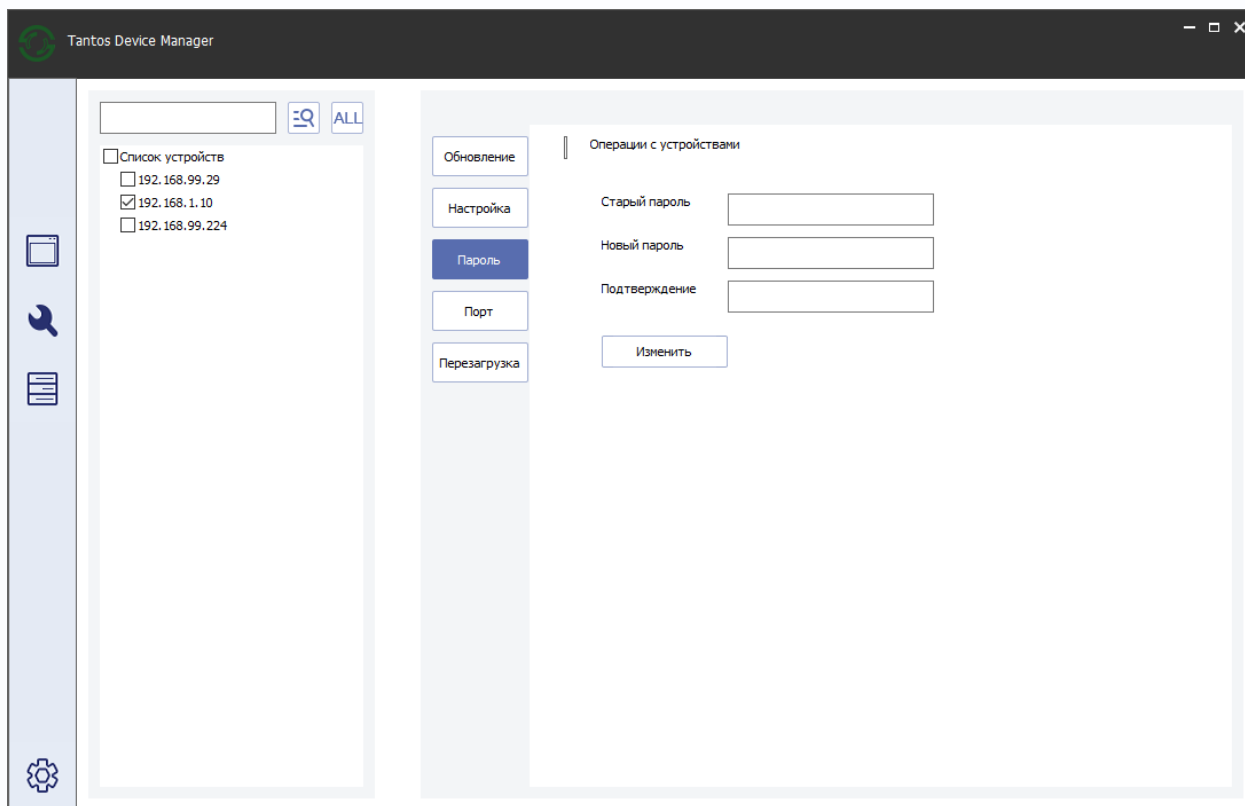 Tantos Device Manager
ALL
Список устройств
192.168.99.29
192.168.1.10
192.168.99.224
Обновление
Настройка
Пароль
Порт
Перезагрузка
Операции с устройствами
Старый пароль
Новый пароль
Подтверждение
Изменить